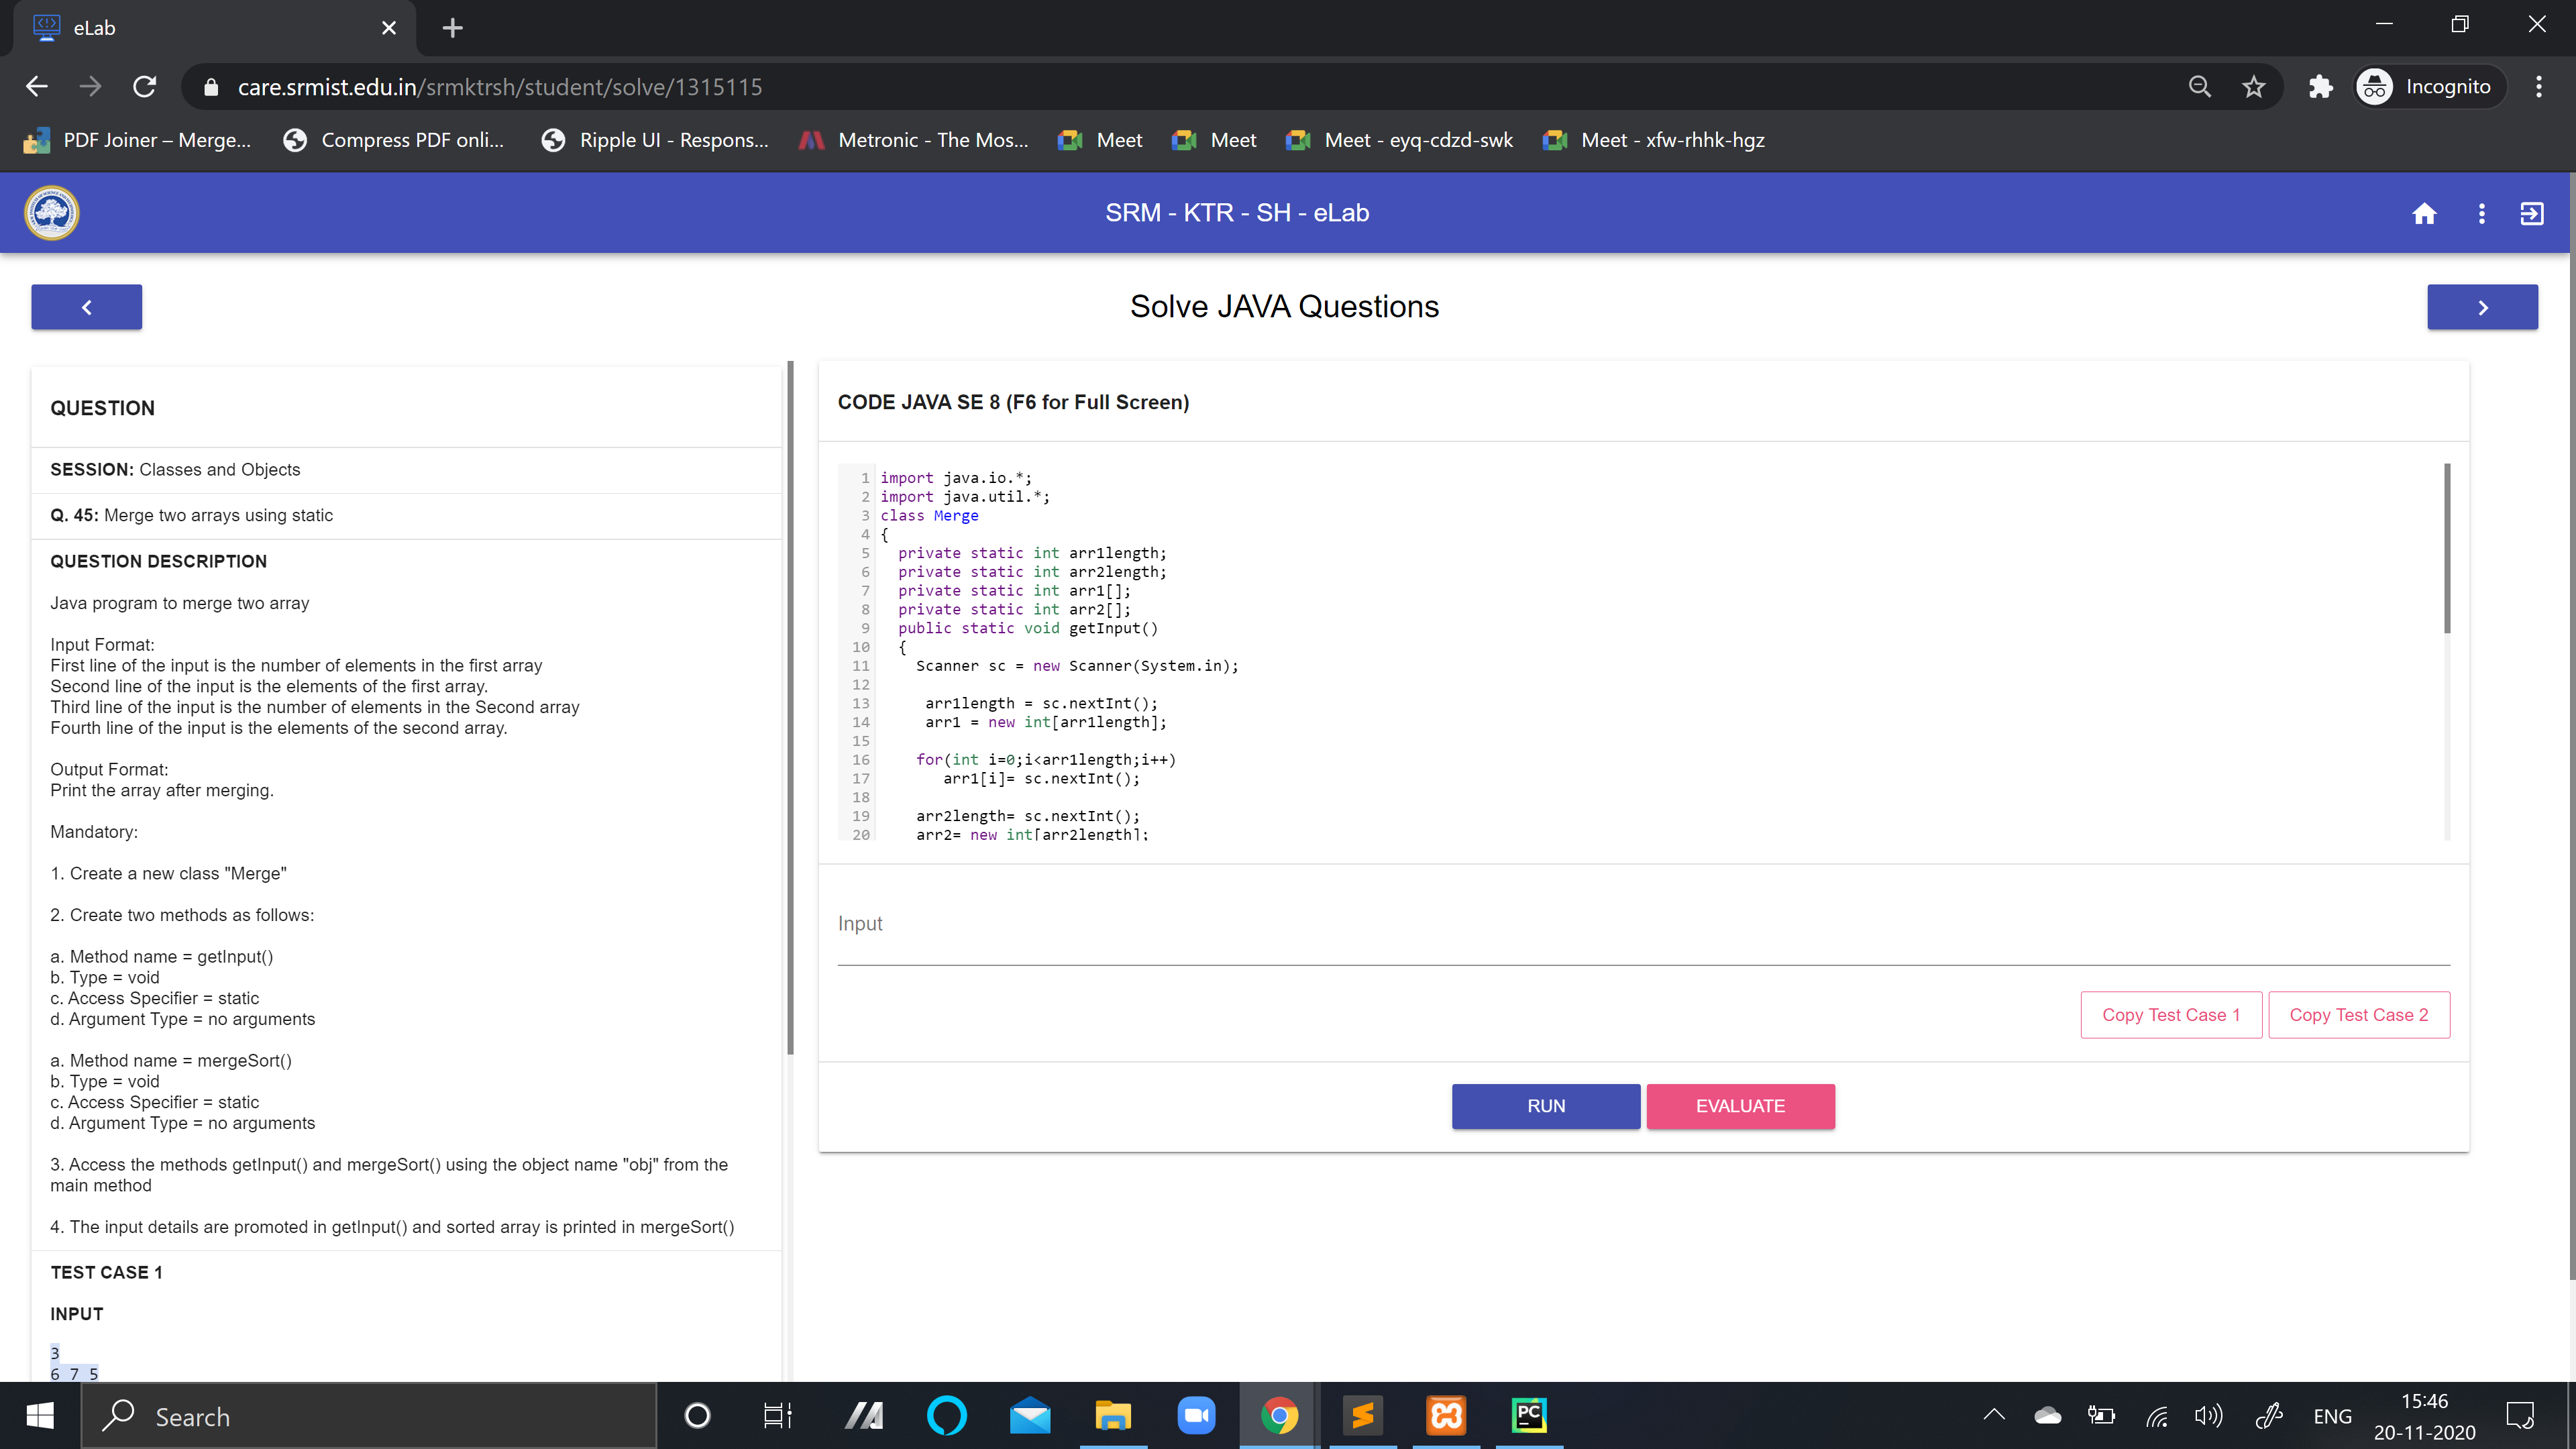 eLab
care.srmist.edu.in/srmktrsh/student/solve/1315115
Incognito
PDF Joiner – Merge...
Compress PDF onli...
Ripple UI - Respons...
Metronic - The Mos...
Meet
Meet
Meet - eyq-cdzd-swk
Meet - xfw-rhhk-hgz
SRM - KTR - SH - eLab
Solve JAVA Questions
QUESTION
SESSION: Classes and Objects
Q. 45: Merge two arrays using static
QUESTION DESCRIPTION
Java program to merge two array
Input Format:
First line of the input is the number of elements in the first array
Second line of the input is the elements of the first array.
Third line of the input is the number of elements in the Second array
Fourth line of the input is the elements of the second array.
Output Format:
Print the array after merging.
Mandatory:
1. Create a new class "Merge"
2. Create two methods as follows:
a. Method name = getInput()
b. Type = void
c. Access Specifier = static
d. Argument Type = no arguments
a. Method name = mergeSort()
b. Type = void
c. Access Specifier = static
d. Argument Type = no arguments
3. Access the methods getInput() and mergeSort() using the object name "obj" from the
main method
4. The input details are promoted in getInput() and sorted array is printed in mergeSort()
TEST CASE 1
INPUT
3
6 7 5
CODE JAVA SE 8 (F6 for Full Screen)
1 import java.io.*;
2 import java.util.*;
3 class Merge
4 {
5 private static int arr1length;
6 private static int arr2length;
7 private static int arr1[];
8 private static int arr2[];
9 public static void getInput()
10 {
11 Scanner sc = new Scanner(System.in);
12
13 arr1length = sc.nextInt();
14 arr1 = new int[arr1length];
15
16 for(int i=0;i<arr1length;i++)
17 arr1[i]= sc.nextInt();
18
19 arr2length= sc.nextInt();
20 arr2= new int[arr2length];
Input
Copy Test Case 1
Copy Test Case 2
RUN
EVALUATE
Search
PC
ENG
15:46
20-11-2020